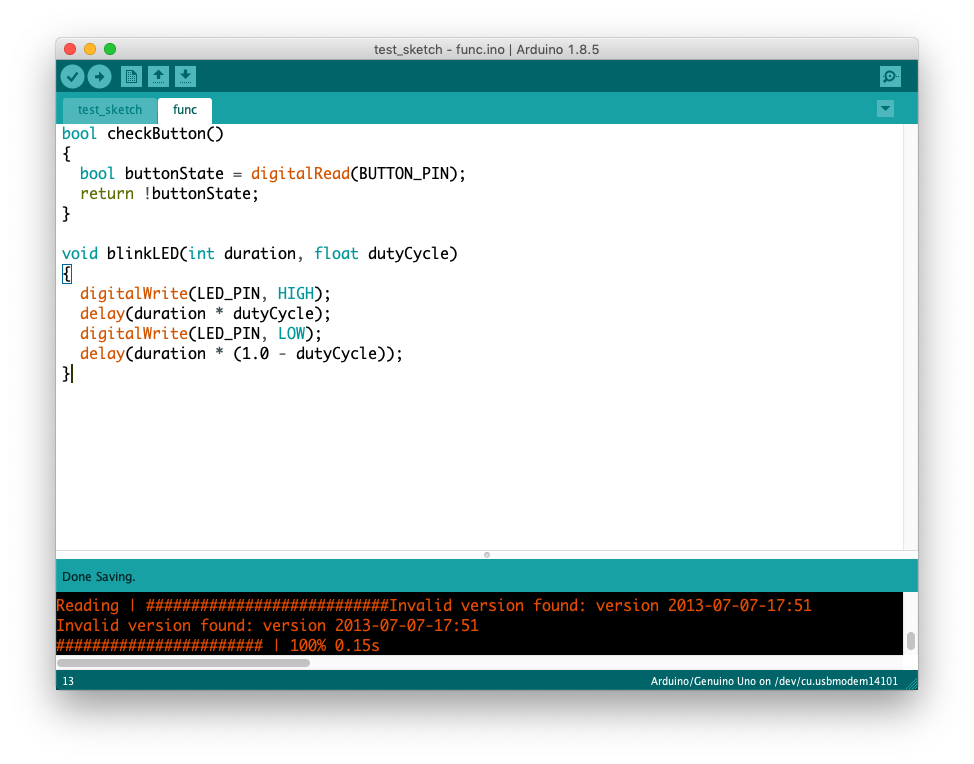 test_sketch - func.ino | Arduino 1.8.5
test_sketch func
bool checkButton()
{
  bool buttonState = digitalRead(BUTTON_PIN);
  return !buttonState;
}

void blinkLED(int duration, float dutyCycle)
{
  digitalWrite(LED_PIN, HIGH);
  delay(duration * dutyCycle);
  digitalWrite(LED_PIN, LOW);
  delay(duration * (1.0 - dutyCycle));
}
Done Saving.
Reading | ###########################Invalid version found: version 2013-07-07-17:51
Invalid version found: version 2013-07-07-17:51
####################### | 100% 0.15s
13 Arduino/Genuino Uno on /dev/cu.usbmodem14101